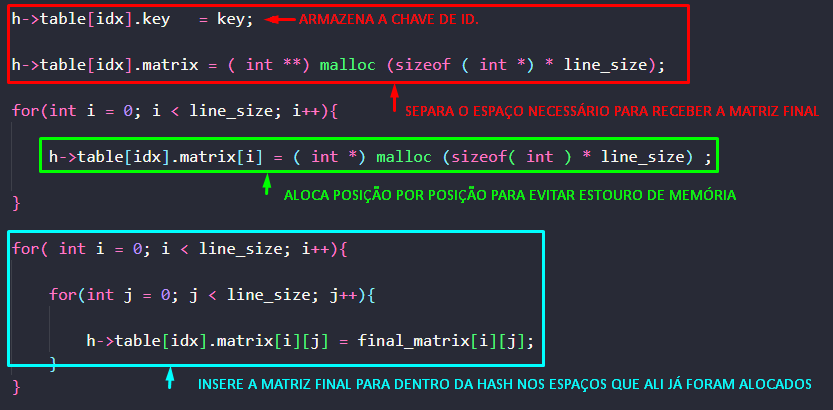 h->table[idx].key   = key; ARMAZENA A CHAVE DE ID.
h->table[idx].matrix = ( int **) malloc (sizeof ( int *) * line_size);
SEPARA O ESPAÇO NECESSÁRIO PARA RECEBER A MATRIZ FINAL
for(int i = 0; i < line_size; i++){
h->table[idx].matrix[i] = ( int *) malloc (sizeof( int ) * line_size) ;
ALOCA POSIÇÃO POR POSIÇÃO PARA EVITAR ESTOURO DE MEMÓRIA
}
for( int i = 0; i < line_size; i++){
for(int j = 0; j < line_size; j++){
h->table[idx].matrix[i][j] = final_matrix[i][j];
}
INSERE A MATRIZ FINAL PARA DENTRO DA HASH NOS ESPAÇOS QUE ALI JÁ FORAM ALOCADOS
}